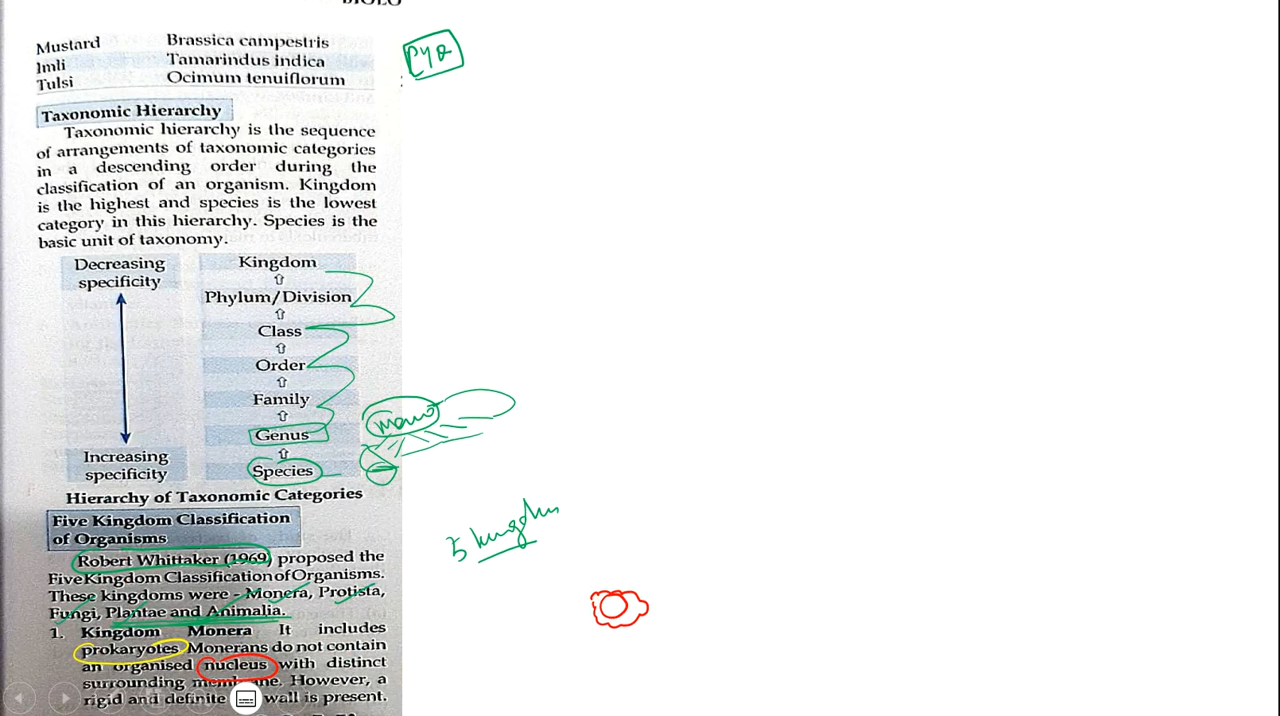 Mustard Brassica campestris
Imli Tamarindus indica
Tulsi Ocimum tenuiflorum
PYQ
Taxonomic Hierarchy
Taxonomic hierarchy is the sequence
of arrangements of taxonomic categories
in a descending order during the
classification of an organism. Kingdom
is the highest and species is the lowest
category in this hierarchy. Species is the
basic unit of taxonomy.
Decreasing
specificity
Kingdom
Phylum/Division
Class
Order
Family
Genus
Species
Increasing
specificity
Hierarchy of Taxonomic Categories
Five Kingdom Classification
of Organisms
5 kingdom
Robert Whittaker (1969) proposed the
Five Kingdom Classification of Organisms.
These kingdoms were - Monera, Protista,
Fungi, Plantae and Animalia.
1. Kingdom Monera It includes
prokaryotes Monerans do not contain
an organised nucleus with distinct
surrounding membrane. However, a
rigid and definite wall is present.